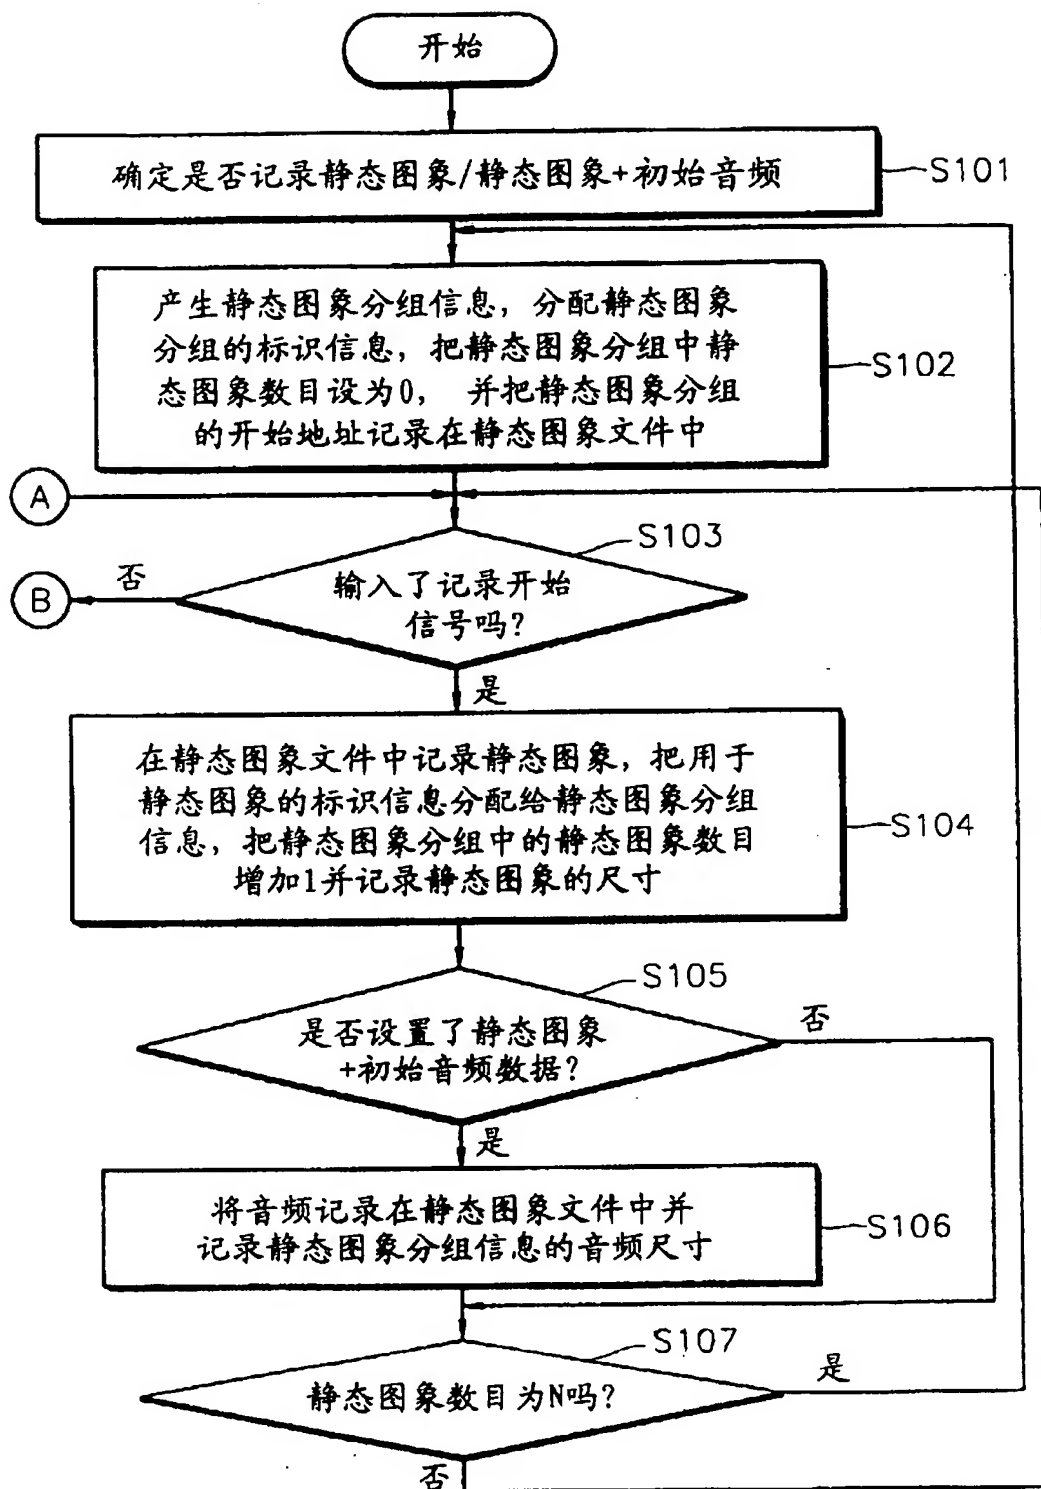 开始
确定是否记录静态图象/静态图象+初始音频
S101
产生静态图象分组信息，分配静态图象
分组的标识信息，把静态图象分组中静
态图象数目设为0， 并把静态图象分组
的开始地址记录在静态图象文件中
S102
A
S103
否
B
输入了记录开始
信号吗?
是
在静态图象文件中记录静态图象，把用于
静态图象的标识信息分配给静态图象分组
信息，把静态图象分组中的静态图象数目
增加1并记录静态图象的尺寸
S104
S105
是否设置了静态图象
+初始音频数据?
否
是
将音频记录在静态图象文件中并
记录静态图象分组信息的音频尺寸
S106
S107
静态图象数目为N吗?
是
否